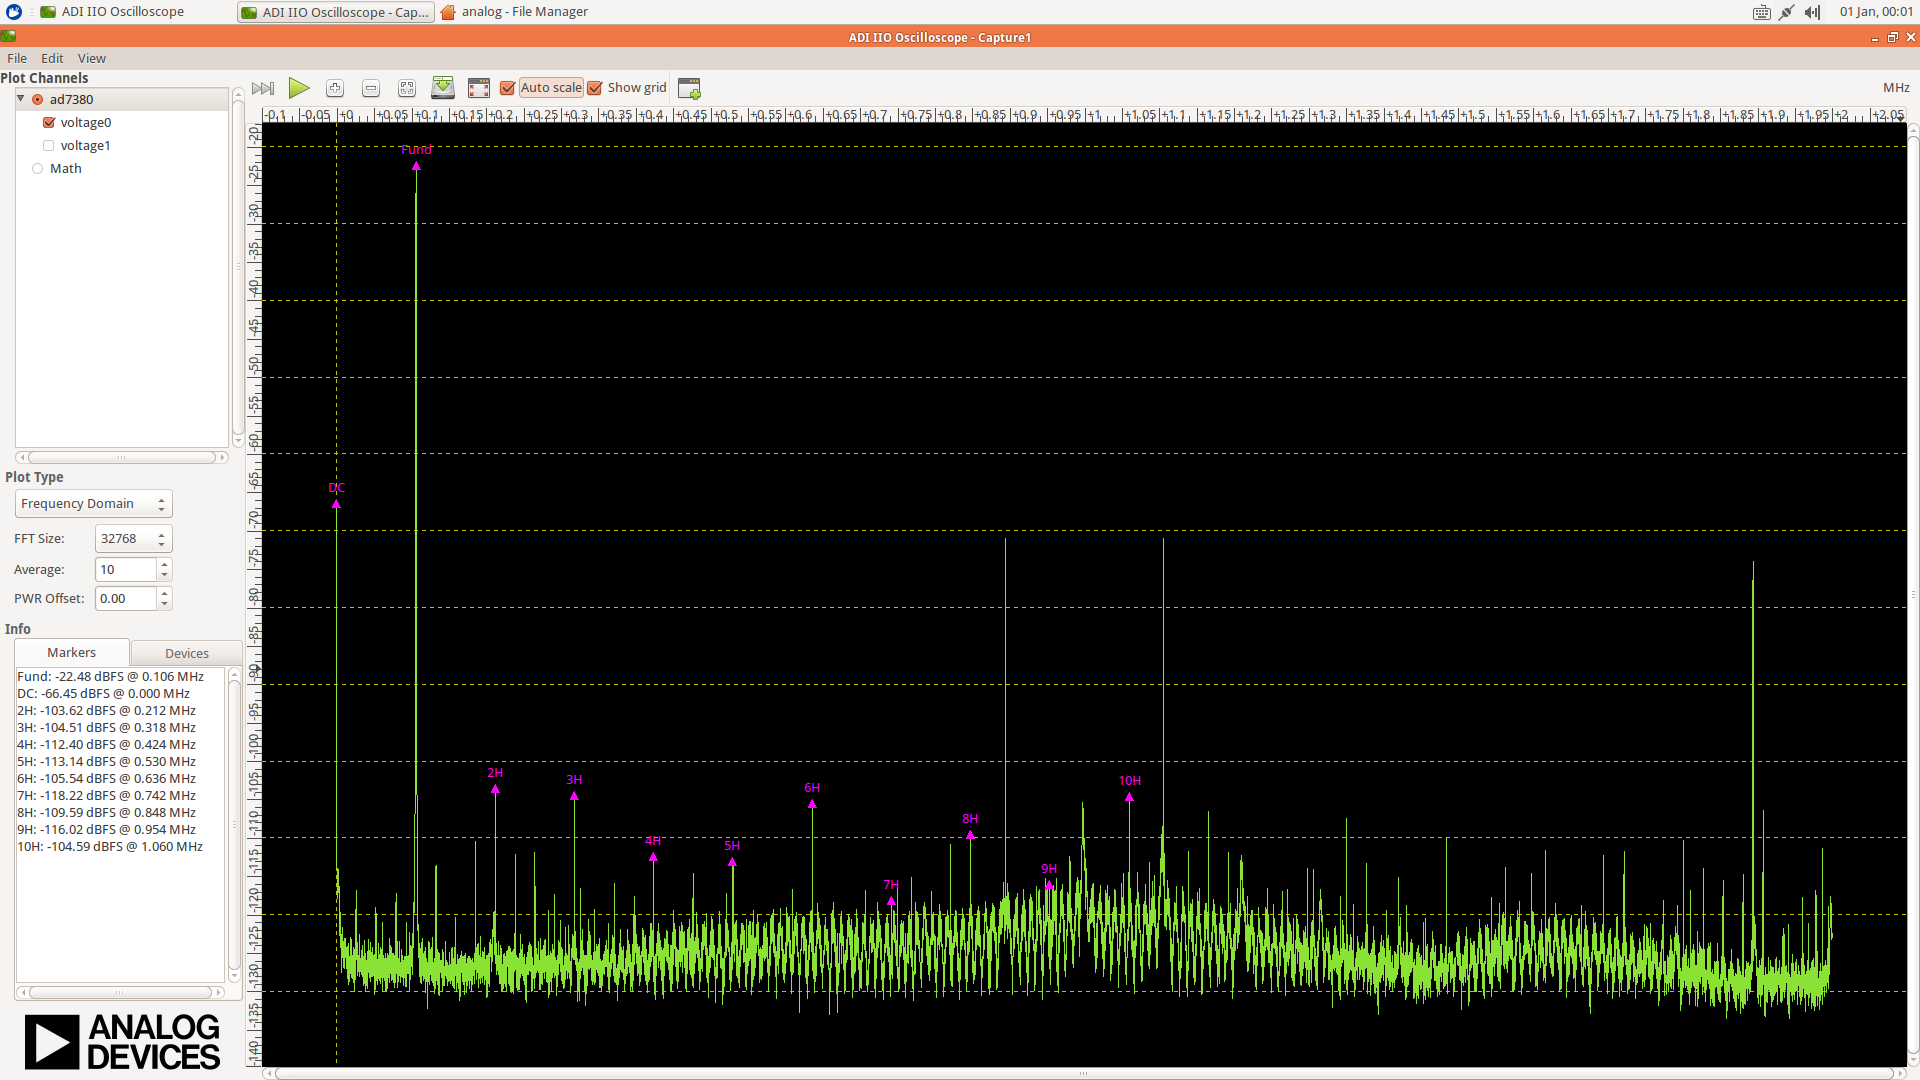 ADI IIO Oscilloscope
ADI IIO Oscilloscope - Cap...
analog - File Manager
01 Jan, 00:01
ADI IIO Oscilloscope - Capture1
File Edit View
Plot Channels
ad7380
voltage0
voltage1
Math
Auto scale
Show grid
MHz
-0.1 -0.05 +0 +0.05 +0.1 +0.15 +0.2 +0.25 +0.3 +0.35 +0.4 +0.45 +0.5 +0.55 +0.6 +0.65 +0.7 +0.75 +0.8 +0.85 +0.9 +0.95 +1 +1.05 +1.1 +1.15 +1.2 +1.25 +1.3 +1.35 +1.4 +1.45 +1.5 +1.55 +1.6 +1.65 +1.7 +1.75 +1.8 +1.85 +1.9 +1.95 +2 +2.05
-20
-25
-30
-35
-40
-45
-50
-55
-60
-65
-70
-75
-80
-85
-90
-95
-100
-105
-110
-115
-120
-125
-130
-135
-140
Fund
DC
2H
3H
4H
5H
6H
7H
8H
9H
10H
Plot Type
Frequency Domain
FFT Size: 32768
Average: 10
PWR Offset: 0.00
Info
Markers Devices
Fund: -22.48 dBFS @ 0.106 MHz
DC: -66.45 dBFS @ 0.000 MHz
2H: -103.62 dBFS @ 0.212 MHz
3H: -104.51 dBFS @ 0.318 MHz
4H: -112.40 dBFS @ 0.424 MHz
5H: -113.14 dBFS @ 0.530 MHz
6H: -105.54 dBFS @ 0.636 MHz
7H: -118.22 dBFS @ 0.742 MHz
8H: -109.59 dBFS @ 0.848 MHz
9H: -116.02 dBFS @ 0.954 MHz
10H: -104.59 dBFS @ 1.060 MHz
ANALOG
DEVICES